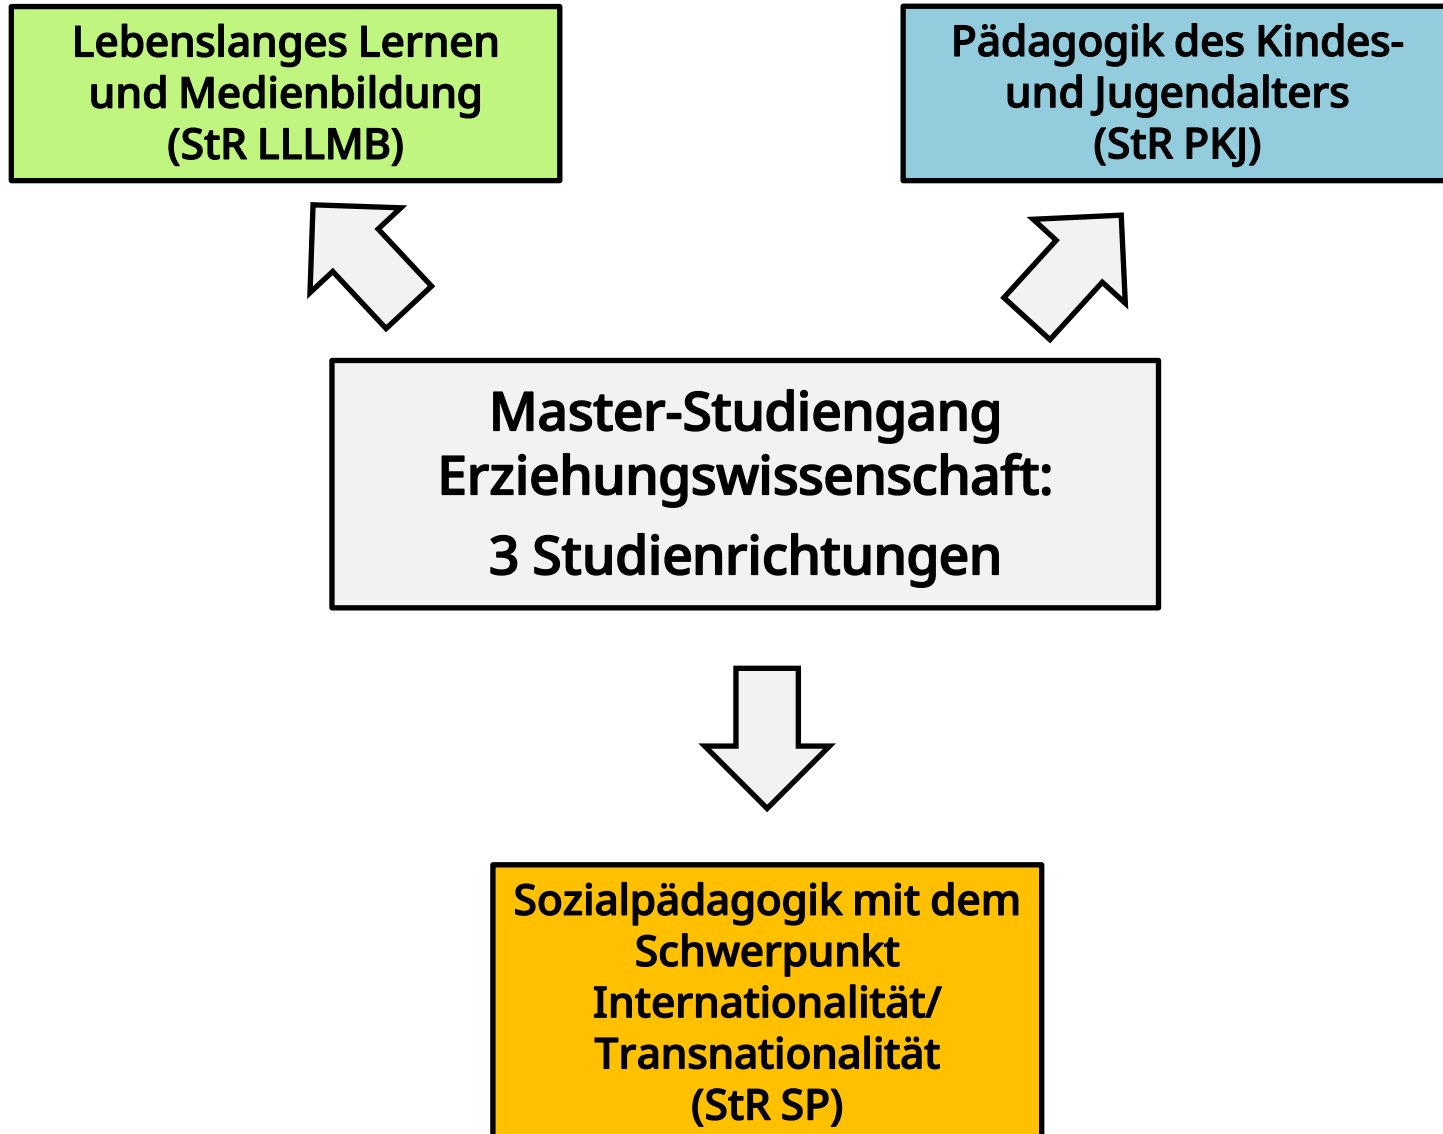 Lebenslanges Lernen
und Medienbildung
(StR LLLMB)
Pädagogik des Kindes-
und Jugendalters
(StR PKJ)
Master-Studiengang
Erziehungswissenschaft:
3 Studienrichtungen
Sozialpädagogik mit dem
Schwerpunkt
Internationalität/
Transnationalität
(StR SP)